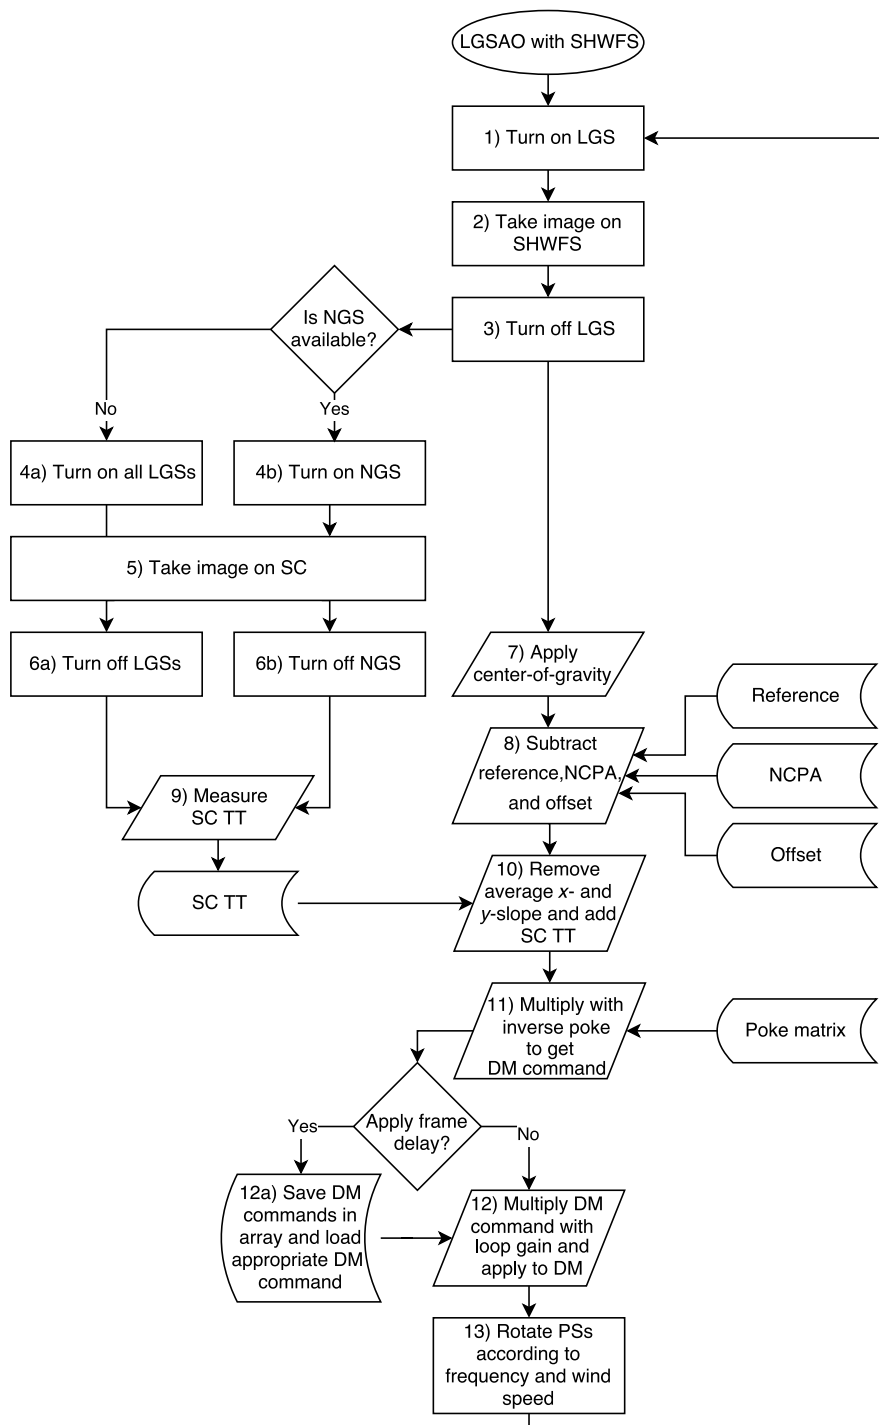 LGSAO with SHWFS
1) Turn on LGS
2) Take image on
SHWFS
3) Turn off LGS
Is NGS
available?
No
Yes
4a) Turn on all LGSs
4b) Turn on NGS
5) Take image on SC
6a) Turn off LGSs
6b) Turn off NGS
7) Apply
center-of-gravity
Reference
8) Subtract
reference,NCPA,
and offset
NCPA
Offset
9) Measure
SC TT
SC TT
10) Remove
average x- and
y-slope and add
SC TT
11) Multiply with
inverse poke
to get
DM command
Poke matrix
Apply frame
delay?
Yes
No
12a) Save DM
commands in
array and load
appropriate DM
command
12) Multiply DM
command with
loop gain and
apply to DM
13) Rotate PSs
according to
frequency and wind
speed